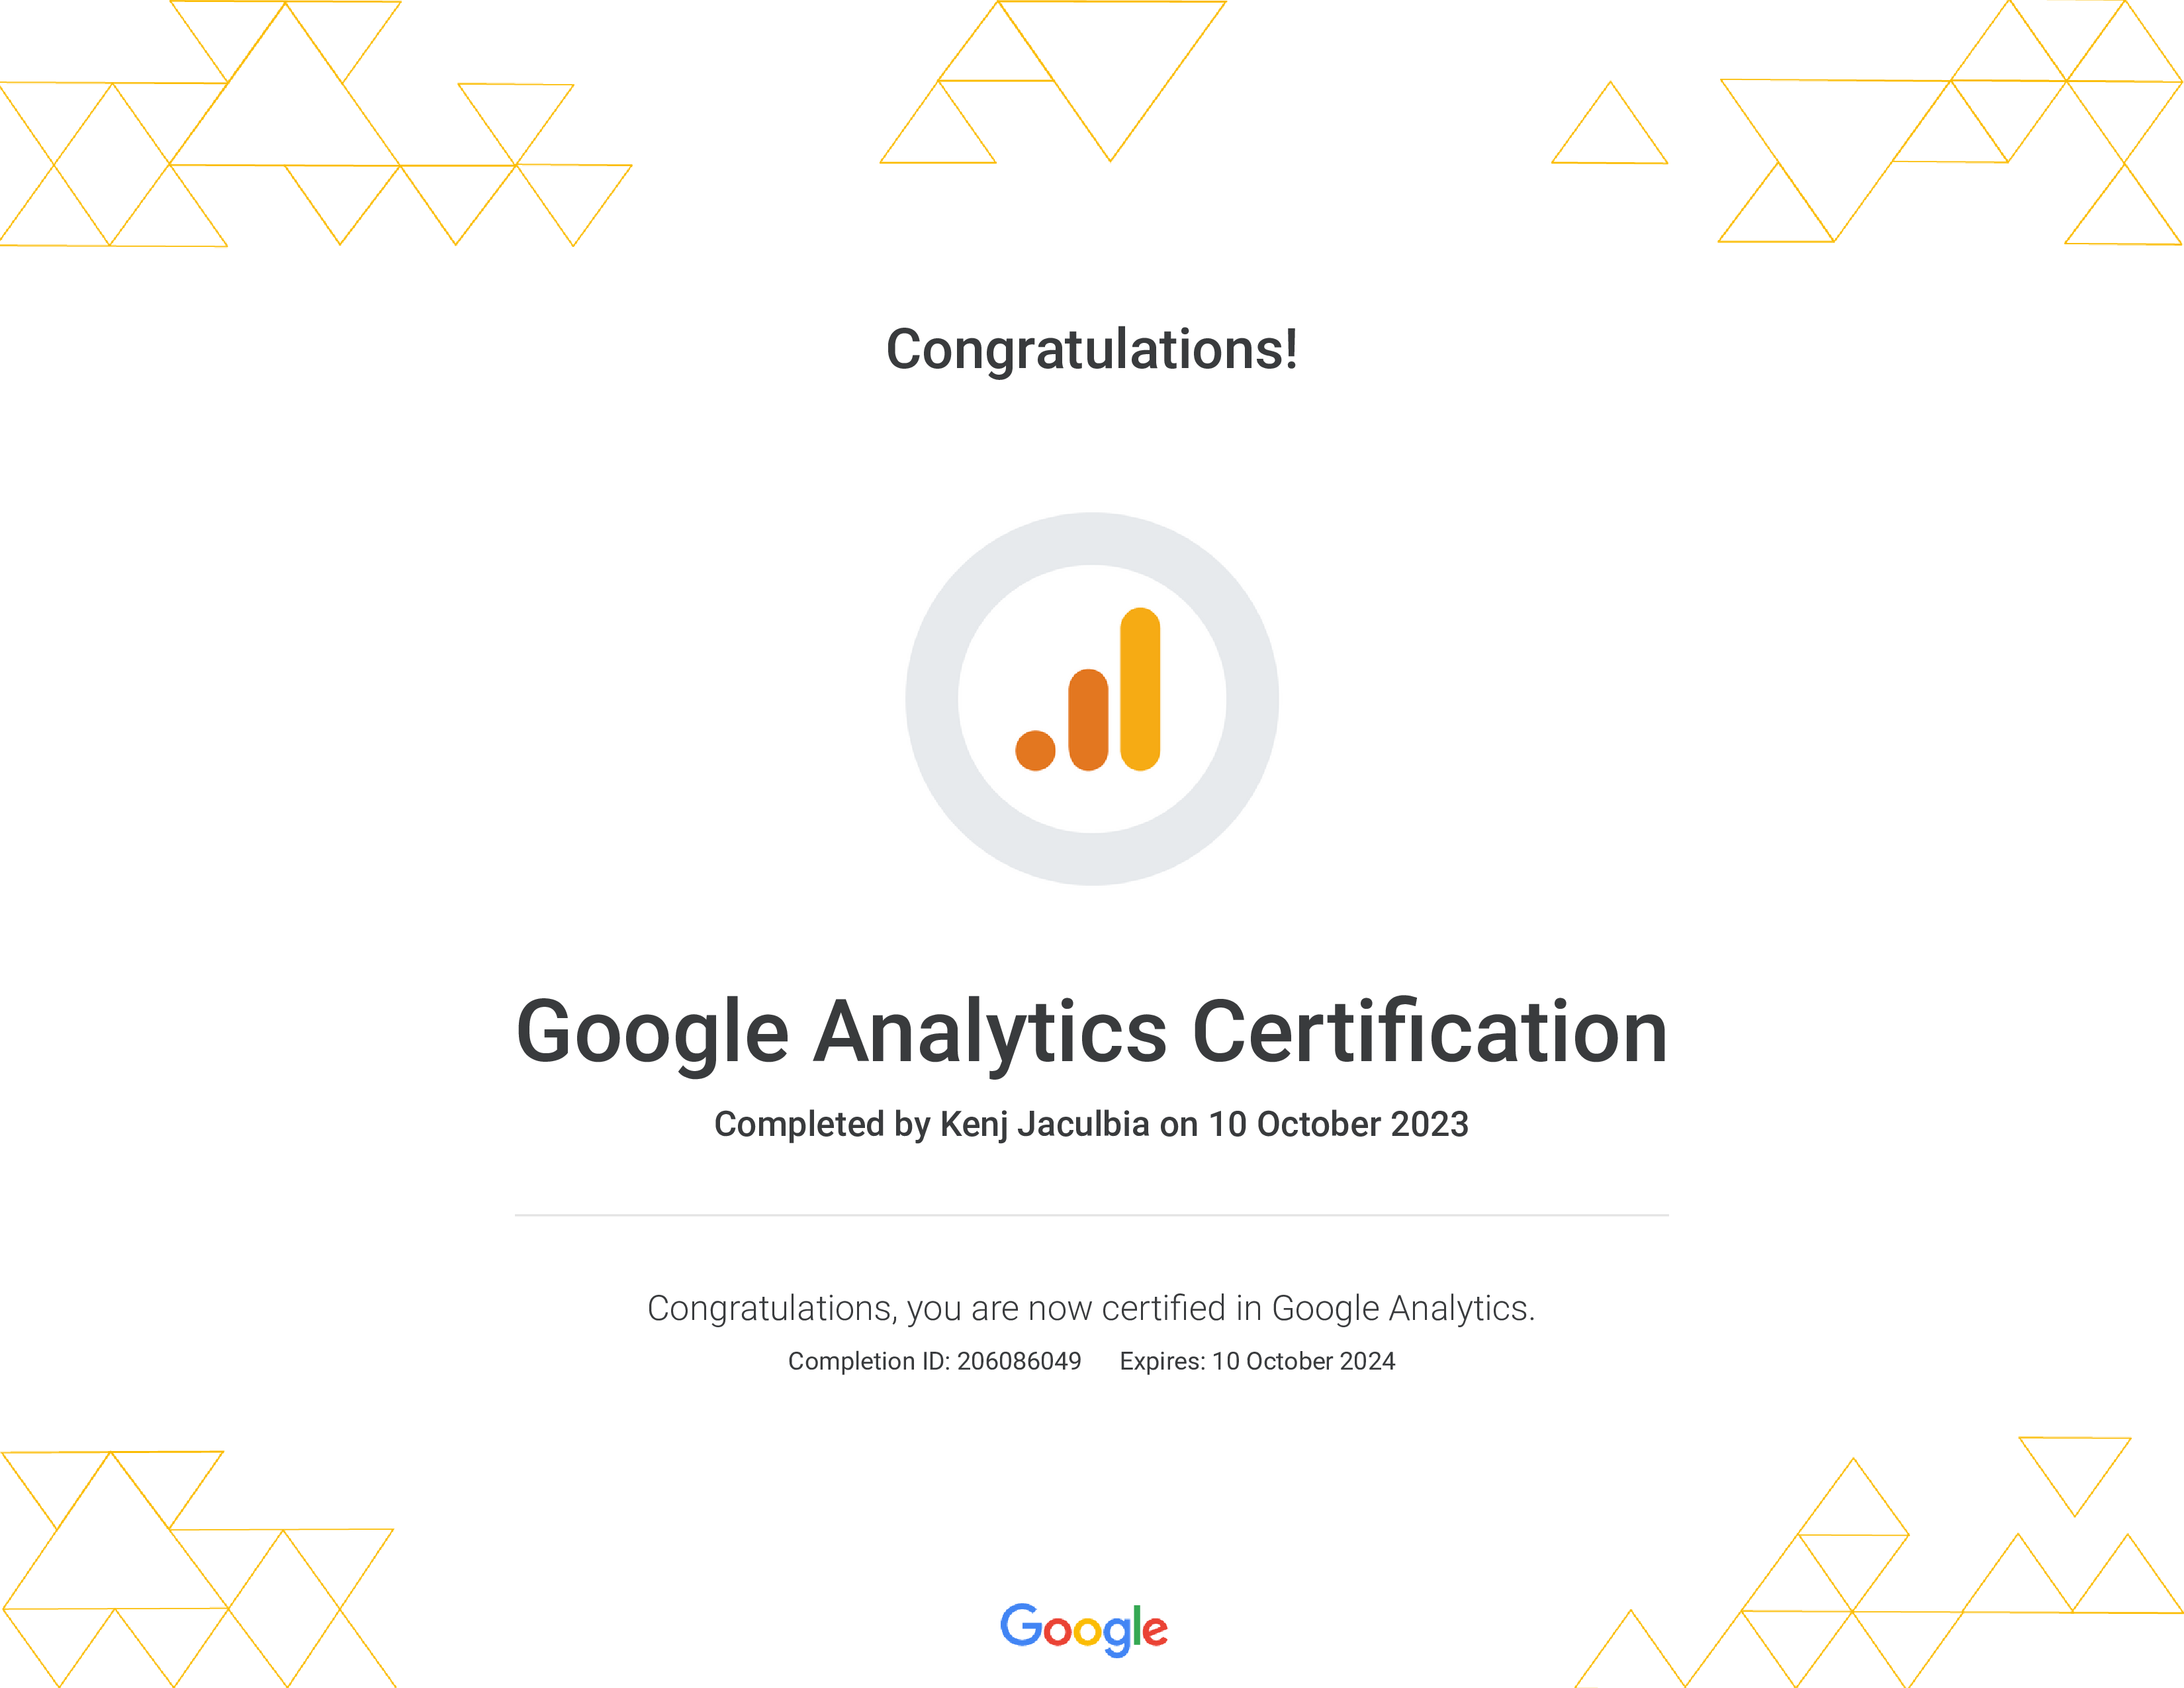 Congratulations!
Google Analytics Certification
Completed by Kenj Jaculbia on 10 October 2023
Congratulations, you are now certified in Google Analytics.
Completion ID: 206086049 Expires: 10 October 2024
Google